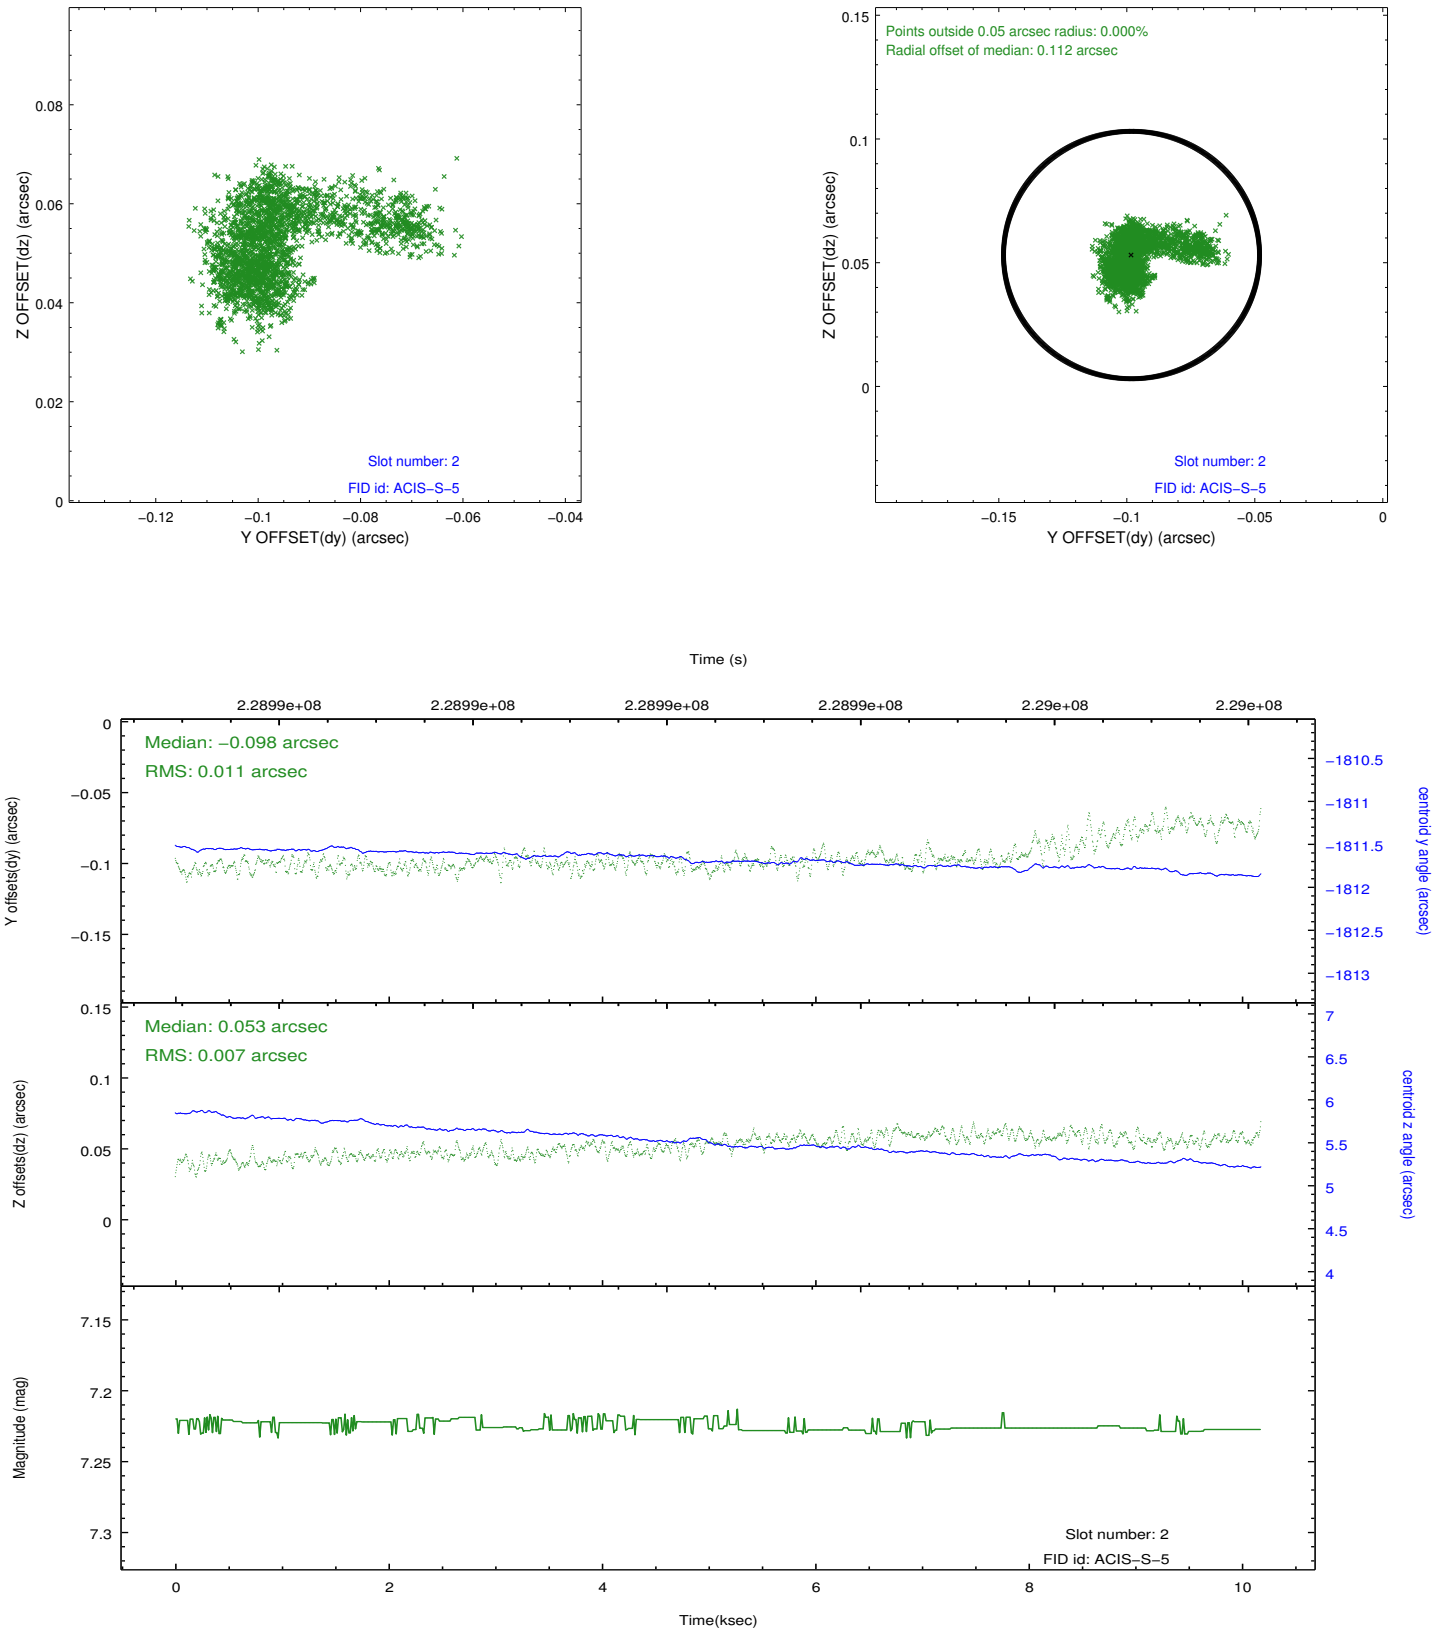 0.08
0.06
0.04
0.02
0
Z OFFSET(dz) (arcsec)
Slot number: 2
FID id: ACIS−S−5
−0.12
−0.1
−0.08
−0.06
−0.04
Y OFFSET(dy) (arcsec)
Points outside 0.05 arcsec radius: 0.000%
Radial offset of median: 0.112 arcsec
0.15
0.1
0.05
0
Z OFFSET(dz) (arcsec)
Slot number: 2
FID id: ACIS−S−5
−0.15
−0.1
−0.05
0
Y OFFSET(dy) (arcsec)
Time (s)
2.2899e+08
2.2899e+08
2.2899e+08
2.2899e+08
2.29e+08
2.29e+08
Median: −0.098 arcsec
RMS: 0.011 arcsec
0
−0.05
−0.1
−0.15
Y offsets(dy) (arcsec)
−1810.5
−1811
−1811.5
−1812
−1812.5
−1813
centroid y angle (arcsec)
Median: 0.053 arcsec
RMS: 0.007 arcsec
0.15
0.1
0.05
0
Z offsets(dz) (arcsec)
7
6.5
6
5.5
5
4.5
4
centroid z angle (arcsec)
7.15
7.2
7.25
7.3
Magnitude (mag)
Slot number: 2
FID id: ACIS−S−5
0
2
4
6
8
10
Time(ksec)